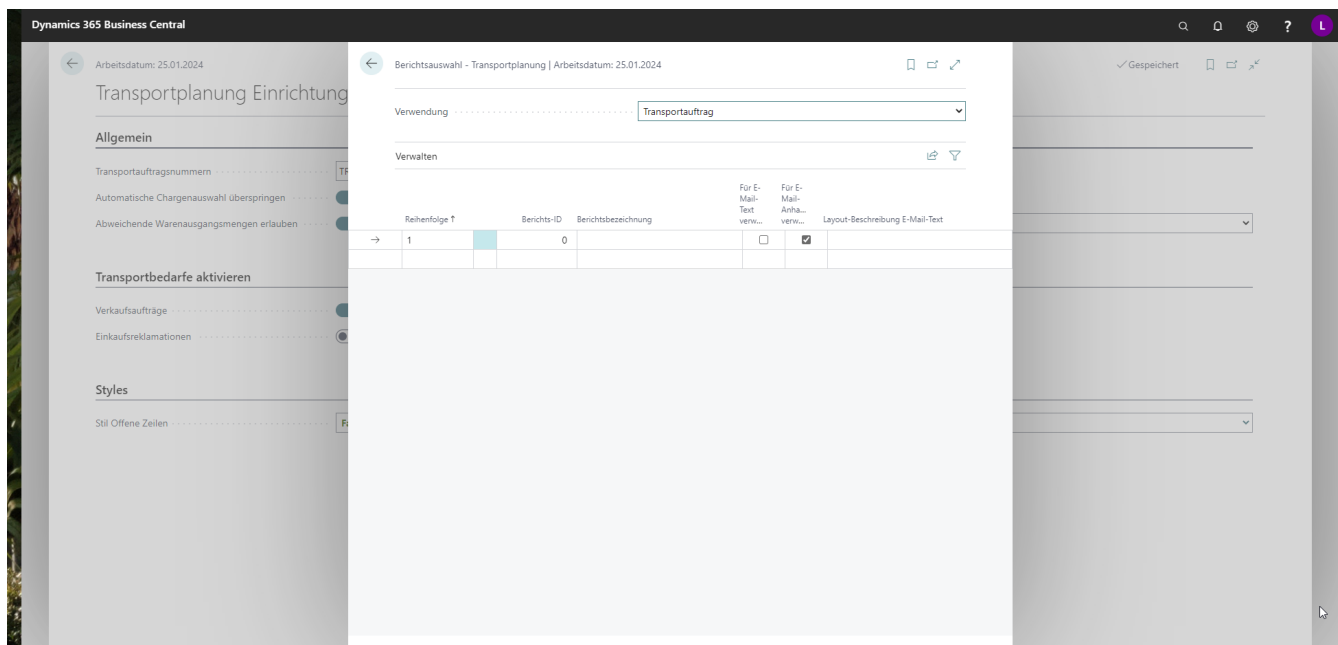 Dynamics 365 Business Central
?
L
Arbeitsdatum: 25.01.2024
Gespeichert
Transportplanung Einrichtung
Allgemein
Transportauftragsnummern
TR
Automatische Chargenauswahl überspringen
Abweichende Warenausgangsmengen erlauben
Transportbedarfe aktivieren
Verkaufsaufträge
Einkaufsreklamationen
Styles
Stil Offene Zeilen
Fa
Berichtsauswahl - Transportplanung | Arbeitsdatum: 25.01.2024
Verwendung
Transportauftrag
Verwalten
Reihenfolge ↑
Berichts-ID
Berichtsbezeichnung
Für E-
Mail-
Text
verw...
Für E-
Mail-
Anha...
verw...
Layout-Beschreibung E-Mail-Text
1
0